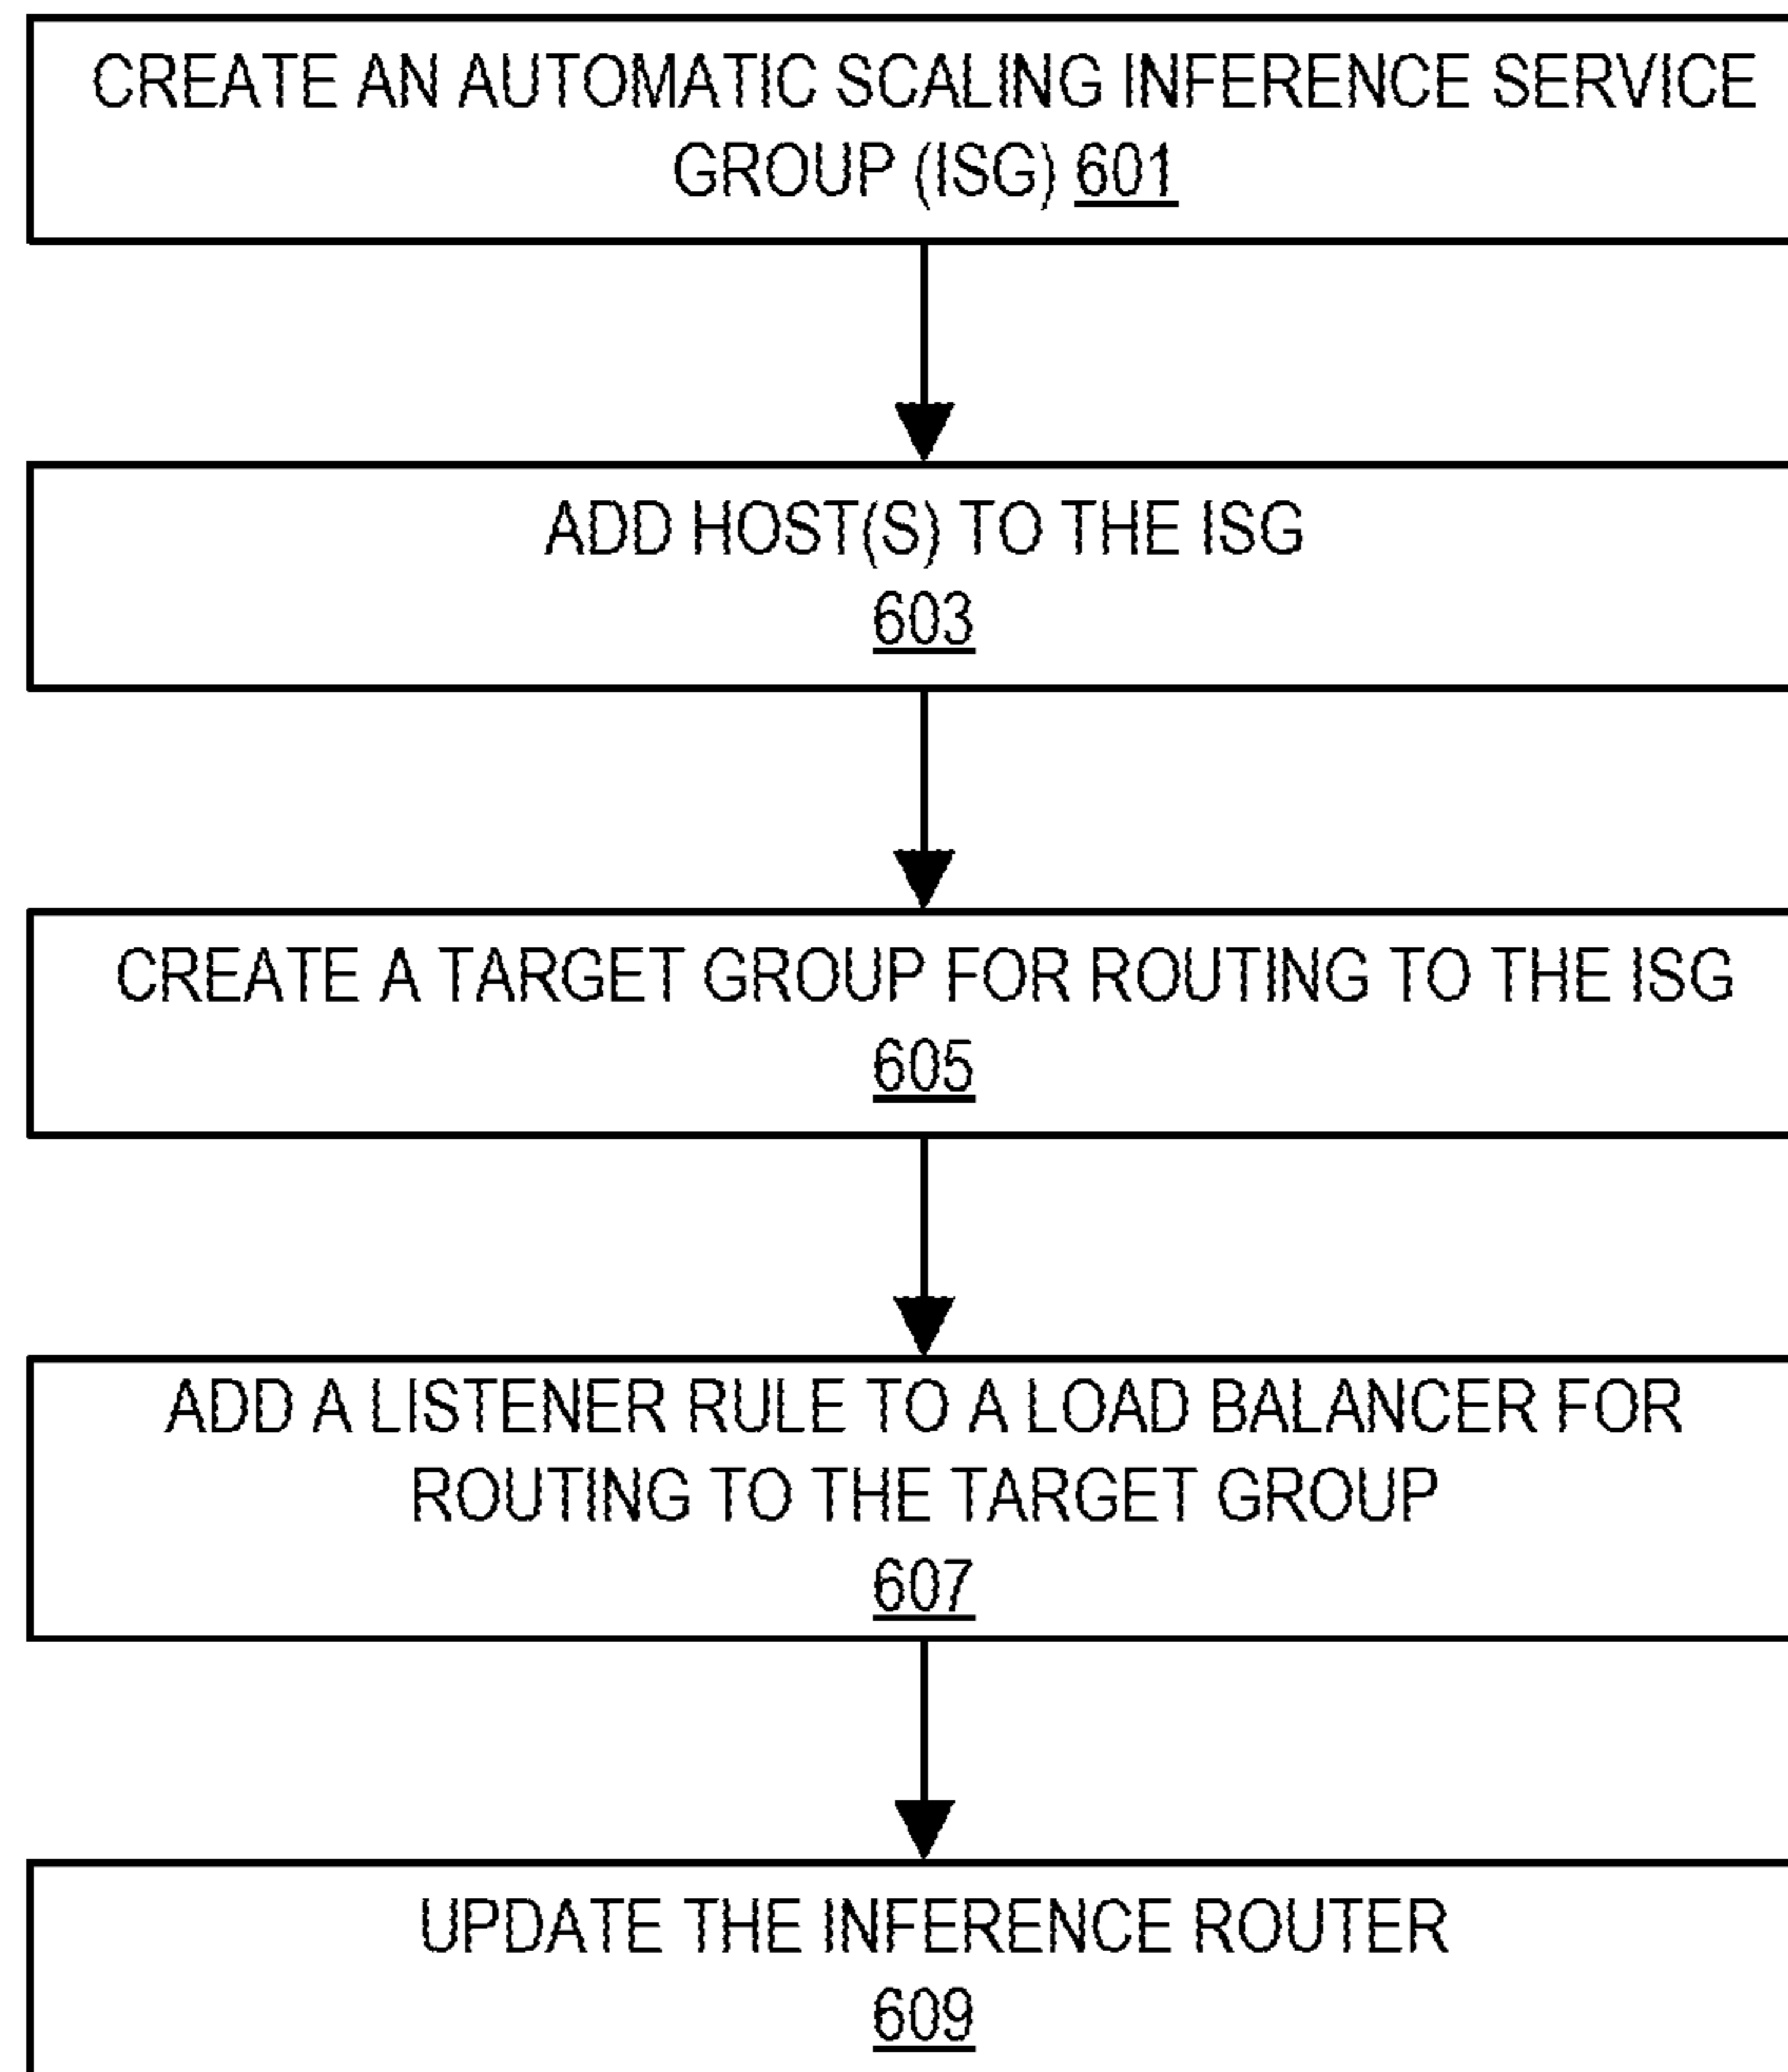 CREATE AN AUTOMATIC SCALING INFERENCE SERVICE
GROUP (ISG) 601
ADD HOST(S) TO THE ISG
603
CREATE A TARGET GROUP FOR ROUTING TO THE ISG
605
ADD A LISTENER RULE TO A LOAD BALANCER FOR
ROUTING TO THE TARGET GROUP
607
UPDATE THE INFERENCE ROUTER
609